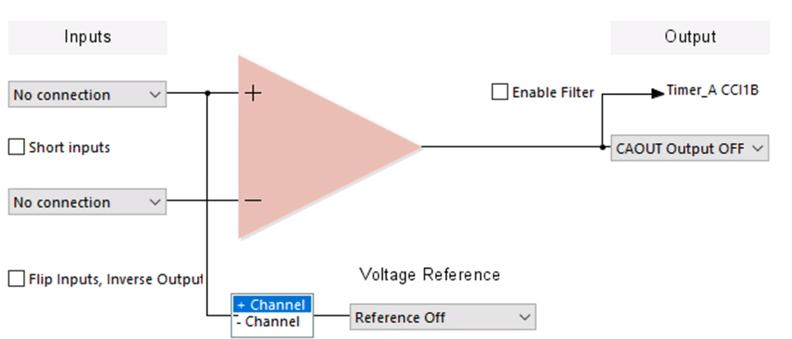 Inputs
Output
No connection
+
Enable Filter
Timer_A CCI1B
Short inputs
CAOUT Output OFF
No connection
−
Flip Inputs, Inverse Output
Voltage Reference
+ Channel
- Channel
Reference Off